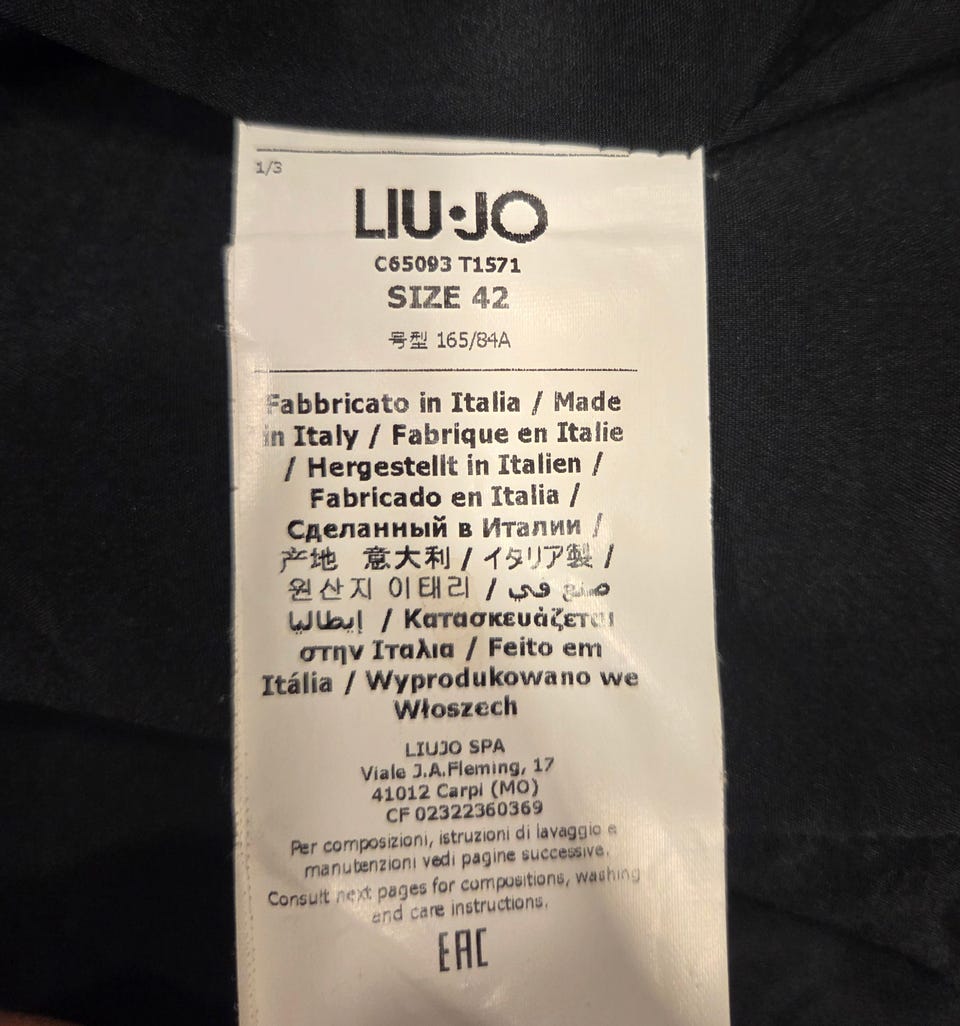 1/3
LIU·JO
C65093 T1571
SIZE 42
号型 165/84A
Fabbricato in Italia / Made
in Italy / Fabrique en Italie
/ Hergestellt in Italien /
Fabricado en Italia /
Сделанный в Италии /
产地 意大利 / イタリア製 /
원산지 이태리 / صنع في
إيطاليا / Κατασκευάζεται
στην Ιταλια / Feito em
Itália / Wyprodukowano we
Włoszech
LIUJO SPA
Viale J.A.Fleming, 17
41012 Carpi (MO)
CF 02322360369
Per composizioni, istruzioni di lavaggio e
manutenzioni vedi pagine successive.
Consult next pages for compositions, washing
and care instructions.
EAC